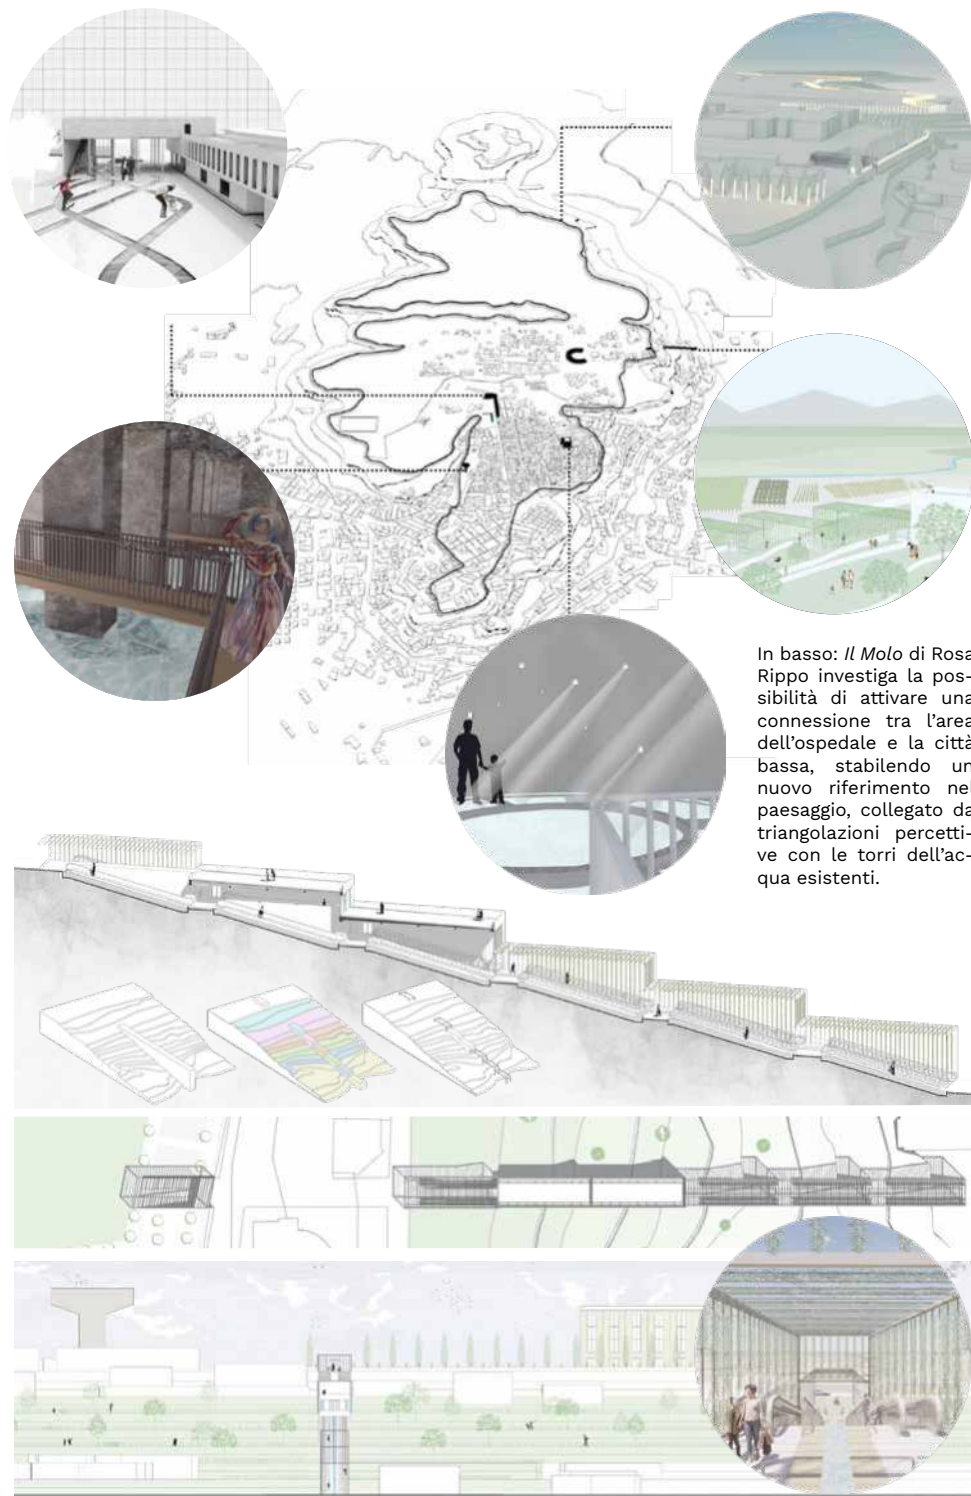 In basso: Il Molo di Rosa
Rippo investiga la pos-
sibilità di attivare una
connessione tra l'area
dell'ospedale e la città
bassa, stabilendo un
nuovo riferimento nel
paesaggio, collegato da
triangolazioni percetti-
ve con le torri dell'ac-
qua esistenti.